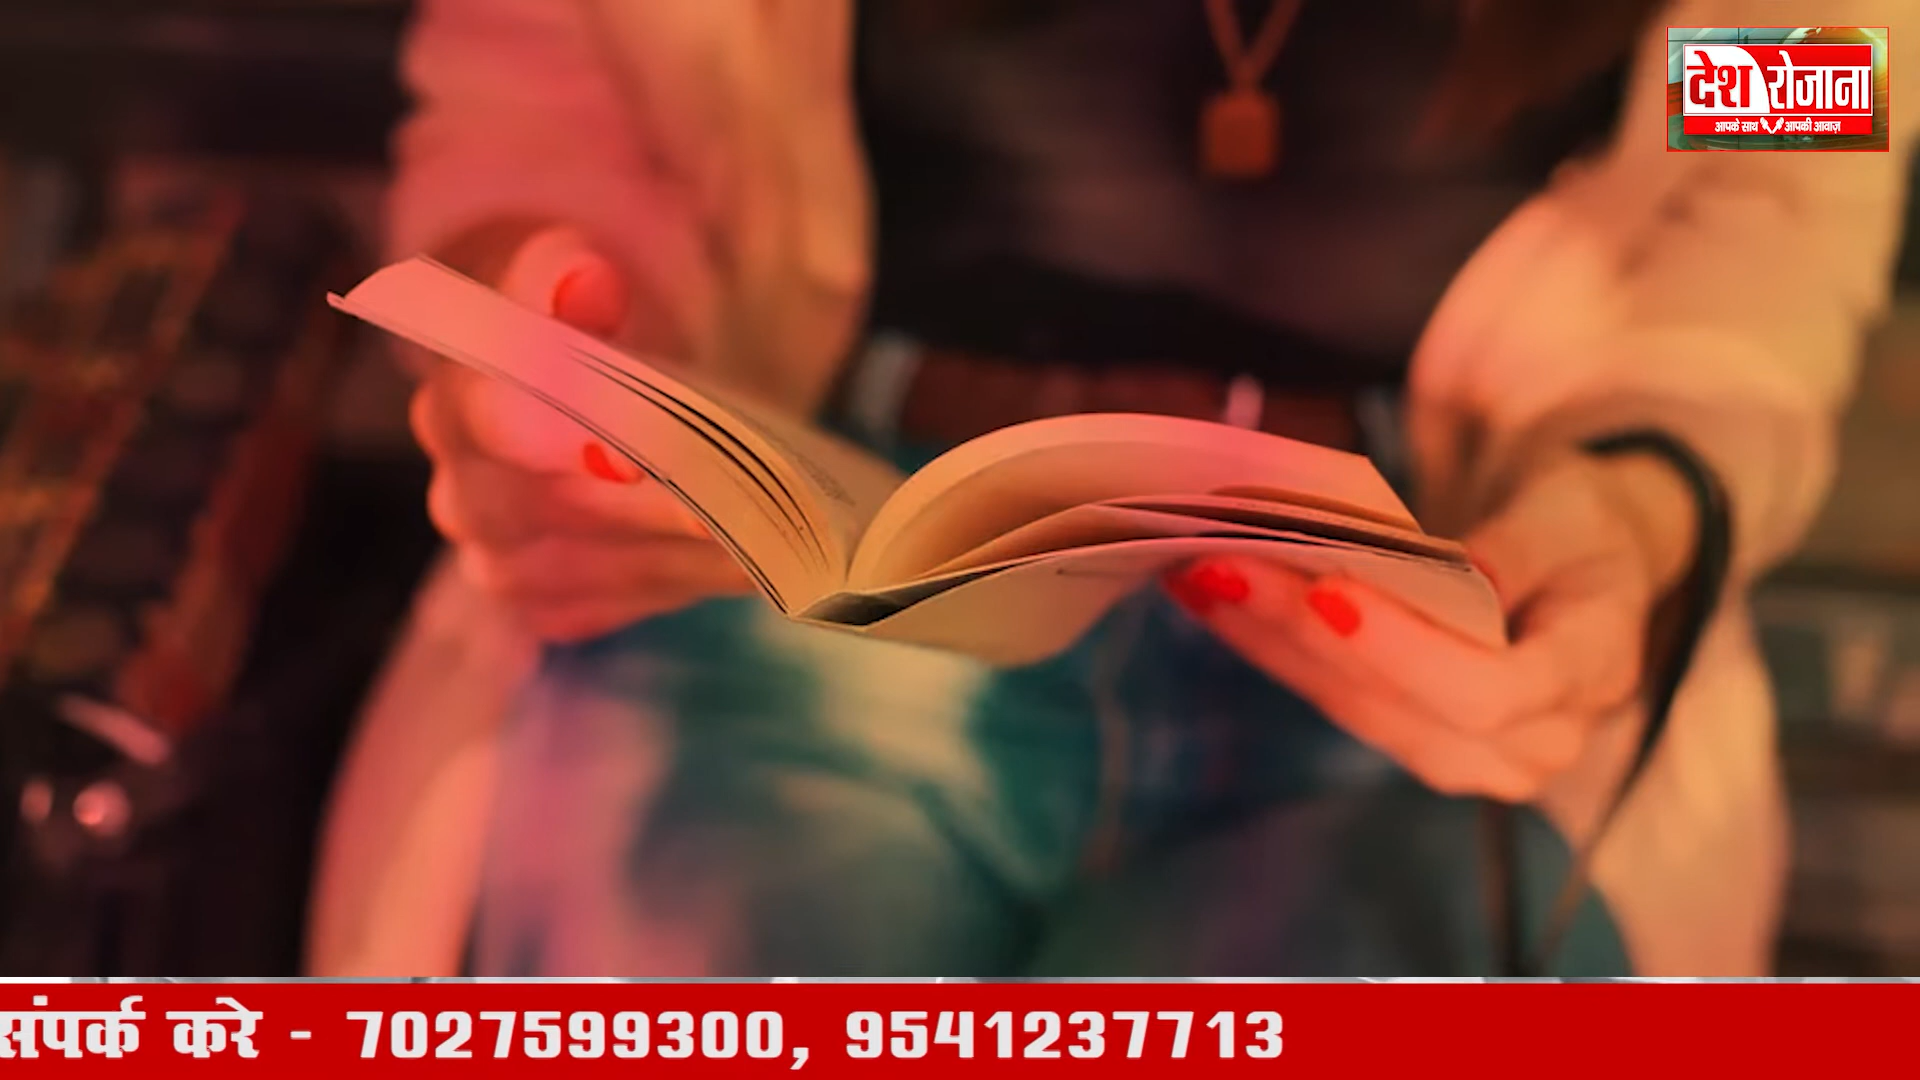 देश रोजाना
आपके साथ आपकी आवाज़
संपर्क करे - 7027599300, 9541237713